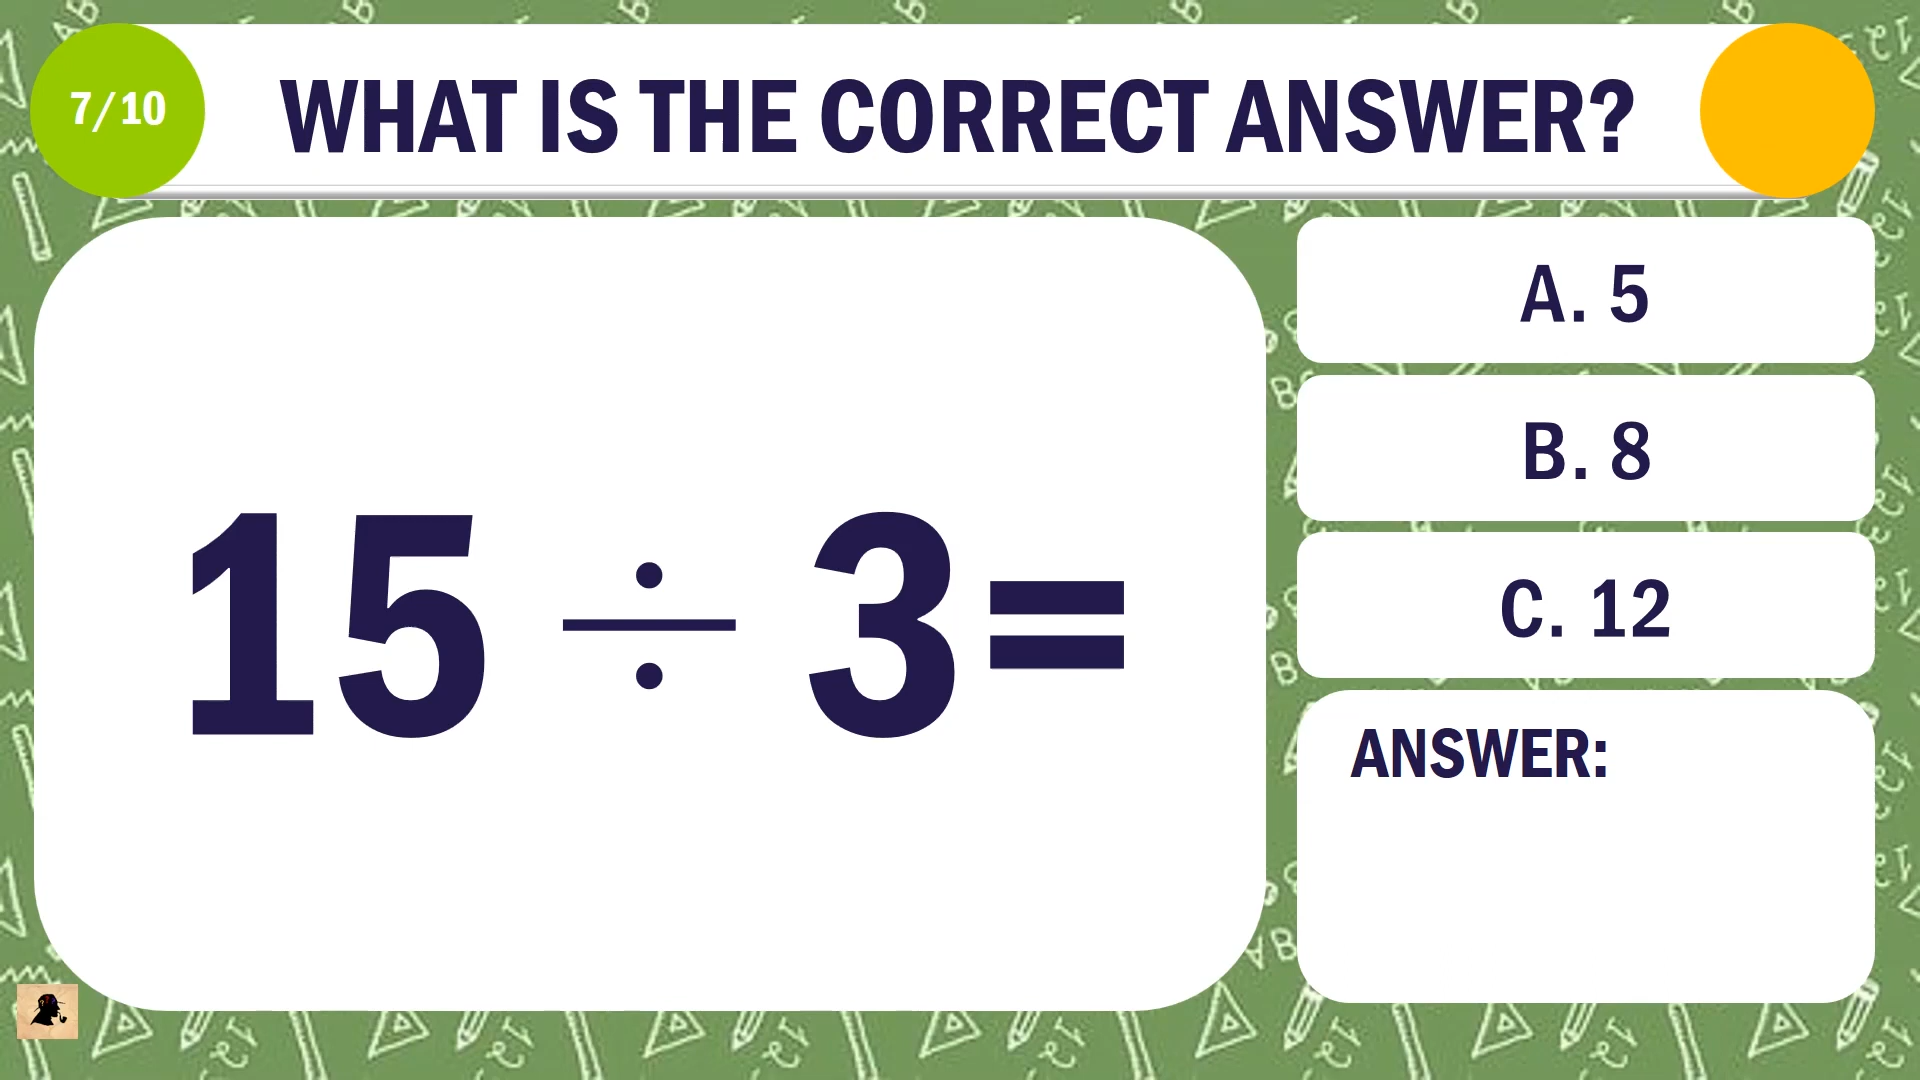 7/10
WHAT IS THE CORRECT ANSWER?
15 ÷ 3=
A. 5
B. 8
C. 12
ANSWER: